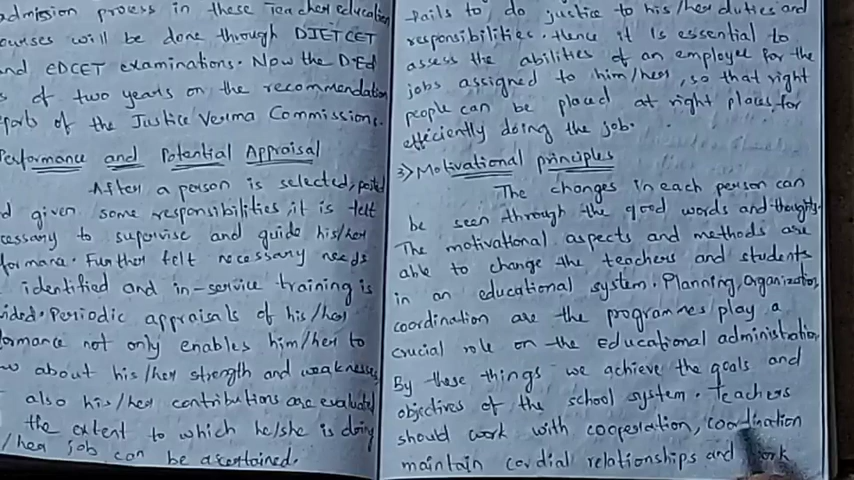 admission process in these Teacher education
ourses will be done through DIETCET
and EDCET examinations. Now the D.Ed
s of two years on the recommendation
ports of the Justice Verma Commissions.
Performance and Potential Appraisal
After a person is selected, posted
d given some responsibilities, it is felt
cessary to supervise and guide his/her
formance. Further felt necessary needs
identified and in-service training is
ided. Periodic appraisals of his/her
ormance not only enables him/her to
w about his/her strength and weaknesses
also his/her contributions are evaluated
the extent to which he/she is doing
/her job can be ascertained.
fails to do justice to his/her duties and
responsibilities. Hence it is essential to
assess the abilities of an employee for the
jobs assigned to him/her, so that right
people can be placed at right places, for
efficiently doing the job.
3) Motivational principles
The changes in each person can
be seen through the good words and thoughts.
The motivational aspects and methods are
able to change the teachers and students
in an educational system. Planning, organization,
coordination are the programmes play a
crucial role on the educational administration
By these things we achieve the goals and
objectives of the school system. Teachers
should work with cooperation, coordination
maintain cordial relationships and work